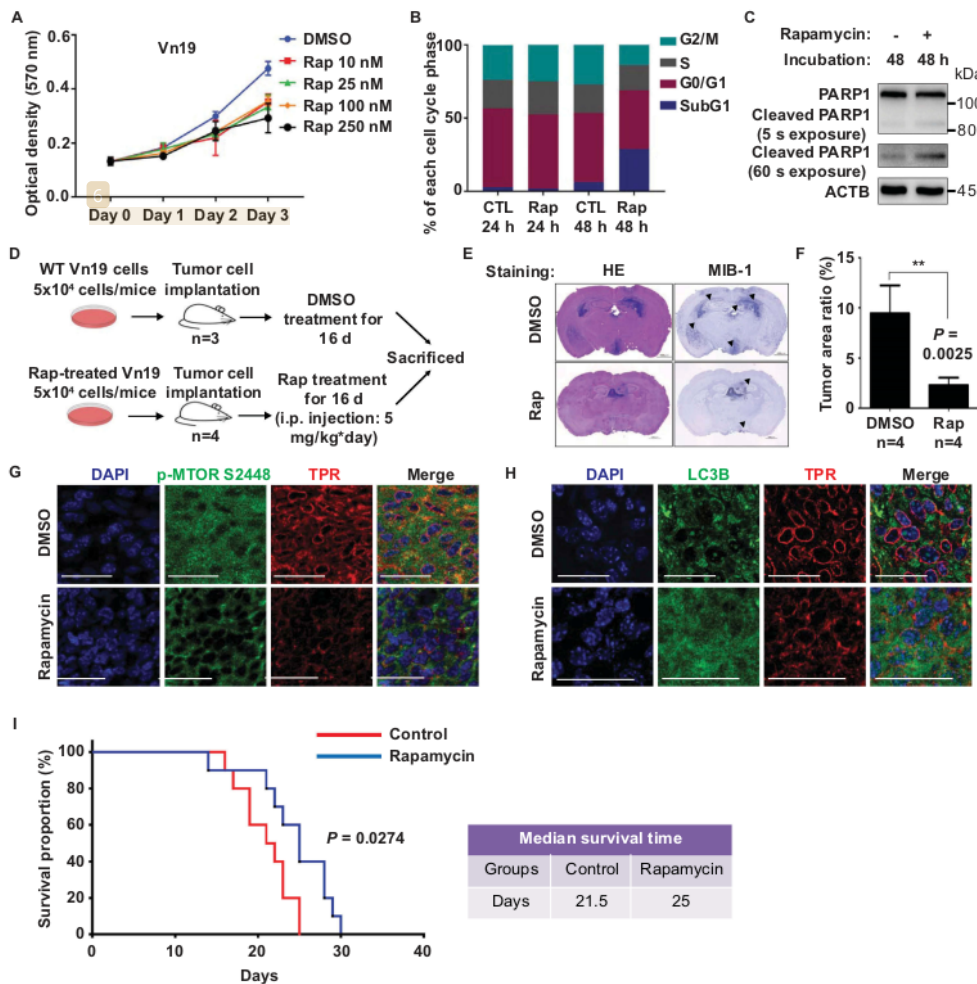 A
Vn19
Optical density (570 nm)
0.6
0.4
0.2
0.0
DMSO
Rap 10 nM
Rap 25 nM
Rap 100 nM
Rap 250 nM
6
Day 0 Day 1 Day 2 Day 3
B
% of each cell cycle phase
100
50
0
G2/M
S
G0/G1
SubG1
CTL Rap CTL Rap
24 h 24 h 48 h 48 h
C
Rapamycin: - +
Incubation: 48 48 h
kDa
PARP1
100
Cleaved PARP1
(5 s exposure)
80
Cleaved PARP1
(60 s exposure)
ACTB
45
D
WT Vn19 cells
5x10⁴ cells/mice
Tumor cell
implantation
n=3
DMSO
treatment for
16 d
Sacrificed
Rap-treated Vn19
5x10⁴ cells/mice
Tumor cell
implantation
n=4
Rap treatment
for 16 d
(i.p. injection: 5
mg/kg*day)
E
Staining: HE MIB-1
DMSO
Rap
F
Tumor area ratio (%)
15
10
5
0
**
P =
0.0025
DMSO Rap
n=4 n=4
G
DAPI p-MTOR S2448 TPR Merge
DMSO
Rapamycin
H
DAPI LC3B TPR Merge
DMSO
Rapamycin
I
Control
Rapamycin
Survival proportion (%)
100
80
60
40
20
0
P = 0.0274
0 10 20 30 40
Days
Median survival time
Groups Control Rapamycin
Days 21.5 25